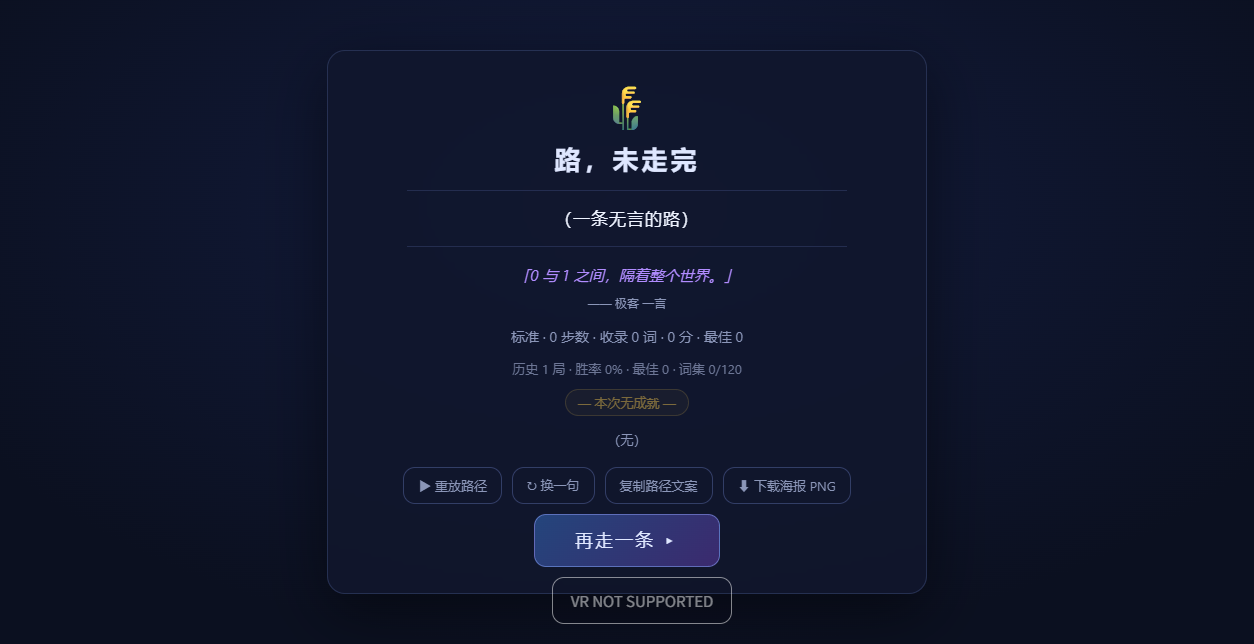 路，未走完
（一条无言的路）
「0 与 1 之间，隔着整个世界。」
—— 极客 一言
标准 · 0 步数 · 收录 0 词 · 0 分 · 最佳 0
历史 1 局 · 胜率 0% · 最佳 0 · 词集 0/120
— 本次无成就 —
（无）
▶ 重放路径 ↻ 换一句 复制路径文案 ⬇ 下载海报 PNG
再走一条 ▸
VR NOT SUPPORTED